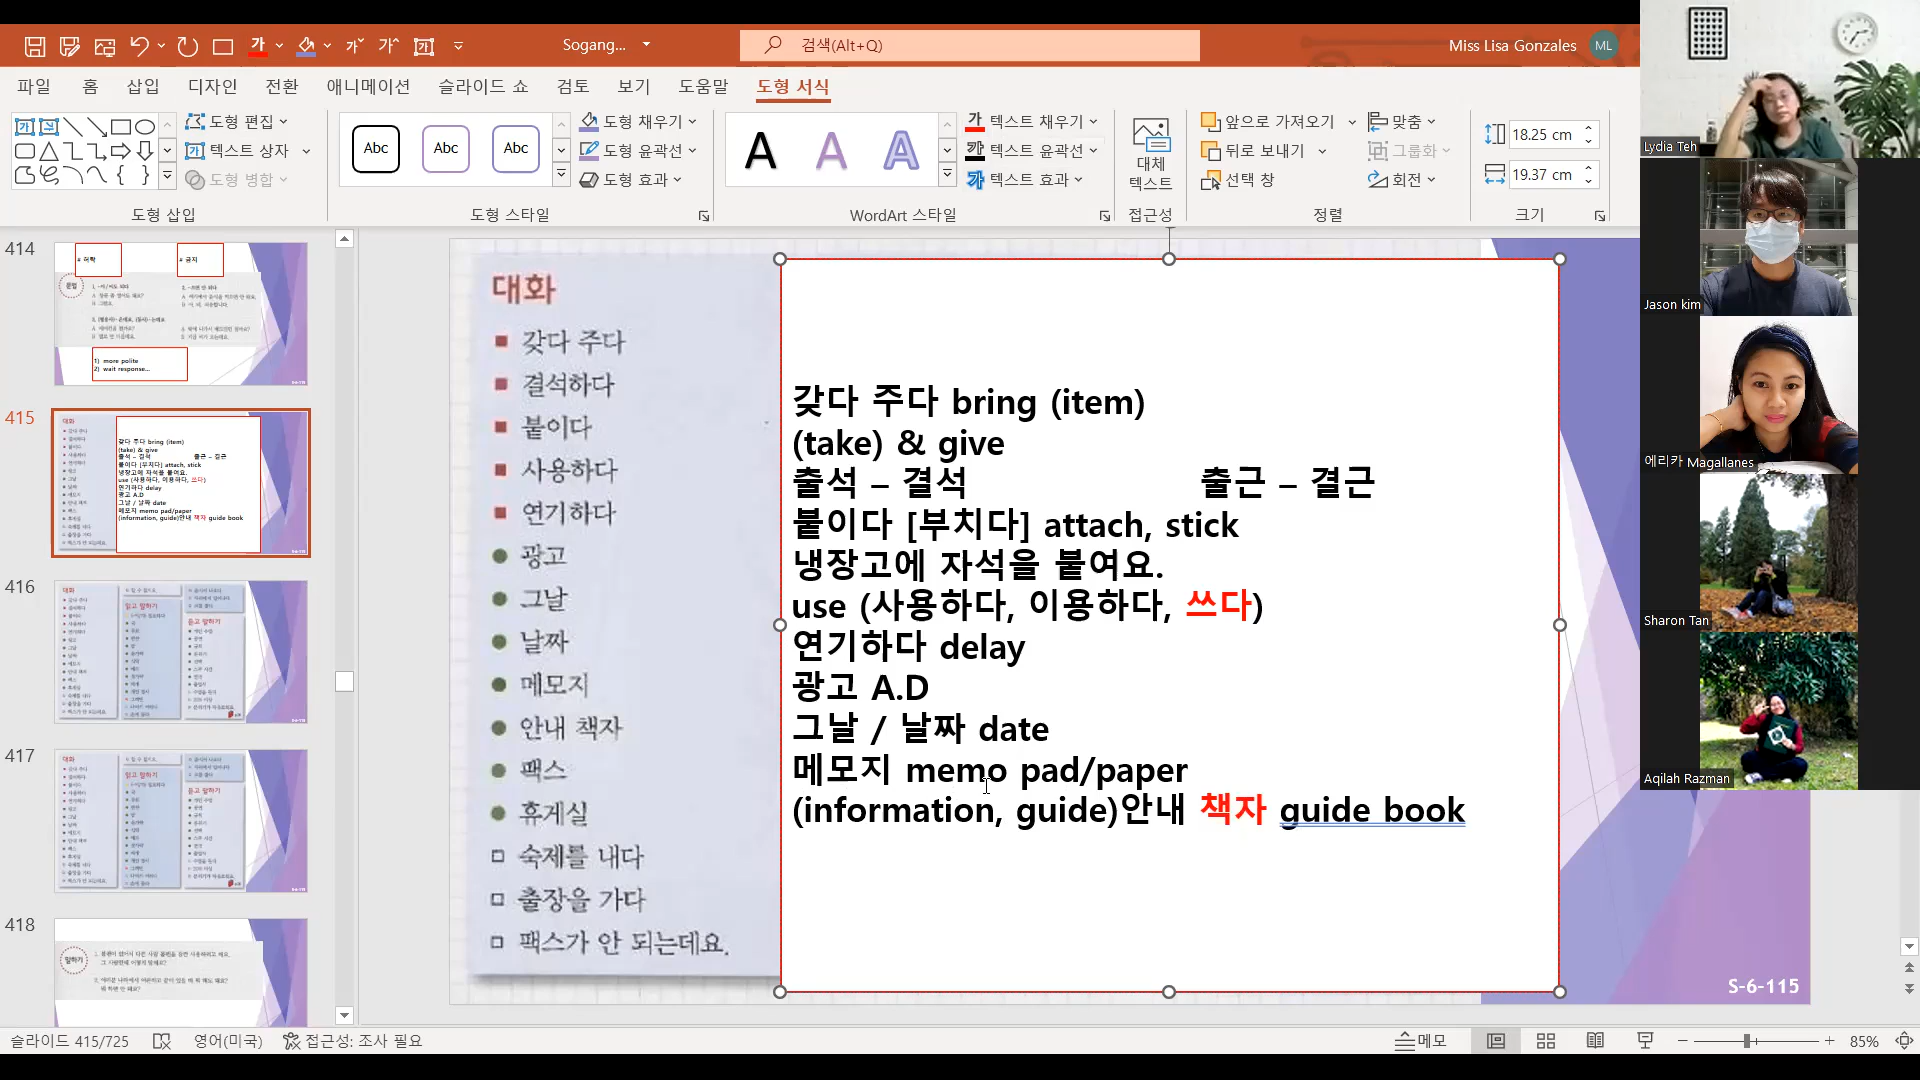 Sogang...
검색(Alt+Q)
Miss Lisa Gonzales
ML
파일 홈 삽입 디자인 전환 애니메이션 슬라이드 쇼 검토 보기 도움말 도형 서식
도형 편집
텍스트 상자
도형 병합
도형 삽입
Abc Abc Abc
도형 채우기
도형 윤곽선
도형 효과
도형 스타일
A A A
텍스트 채우기
텍스트 윤곽선
텍스트 효과
WordArt 스타일
대체
텍스트
접근성
앞으로 가져오기
뒤로 보내기
선택 창
맞춤
그룹화
회전
정렬
18.25 cm
19.37 cm
크기
414
1) more polite
2) wait response...
415
416
417
418
대화
갖다 주다
결석하다
붙이다
사용하다
연기하다
광고
그날
날짜
메모지
안내 책자
팩스
휴게실
숙제를 내다
출장을 가다
팩스가 안 되는데요.
갖다 주다 bring (item)
(take) & give
출석 – 결석 출근 – 결근
붙이다 [부치다] attach, stick
냉장고에 자석을 붙여요.
use (사용하다, 이용하다, 쓰다)
연기하다 delay
광고 A.D
그날 / 날짜 date
메모지 memo pad/paper
(information, guide)안내 책자 guide book
S-6-115
Lydia Teh
Jason kim
에리카 Magallanes
Sharon Tan
Aqilah Razman
슬라이드 415/725
영어(미국)
접근성: 조사 필요
메모
85%